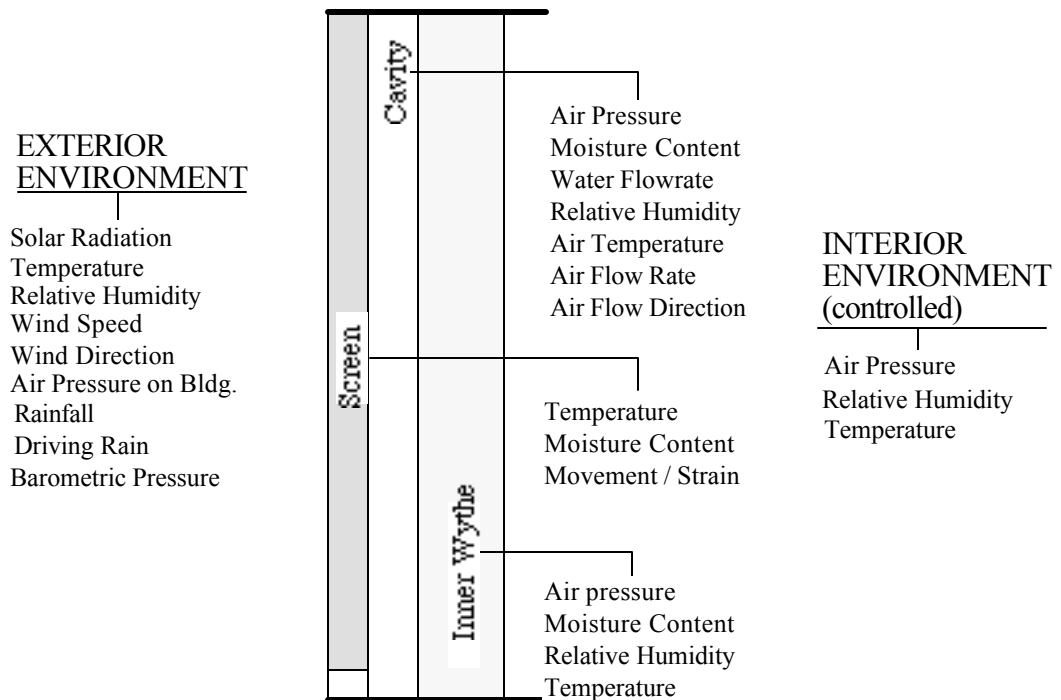 EXTERIOR
ENVIRONMENT
Solar Radiation
Temperature
Relative Humidity
Wind Speed
Wind Direction
Air Pressure on Bldg.
Rainfall
Driving Rain
Barometric Pressure
Screen
Cavity
Inner Wythe
Air Pressure
Moisture Content
Water Flowrate
Relative Humidity
Air Temperature
Air Flow Rate
Air Flow Direction
Temperature
Moisture Content
Movement / Strain
Air pressure
Moisture Content
Relative Humidity
Temperature
INTERIOR
ENVIRONMENT
(controlled)
Air Pressure
Relative Humidity
Temperature